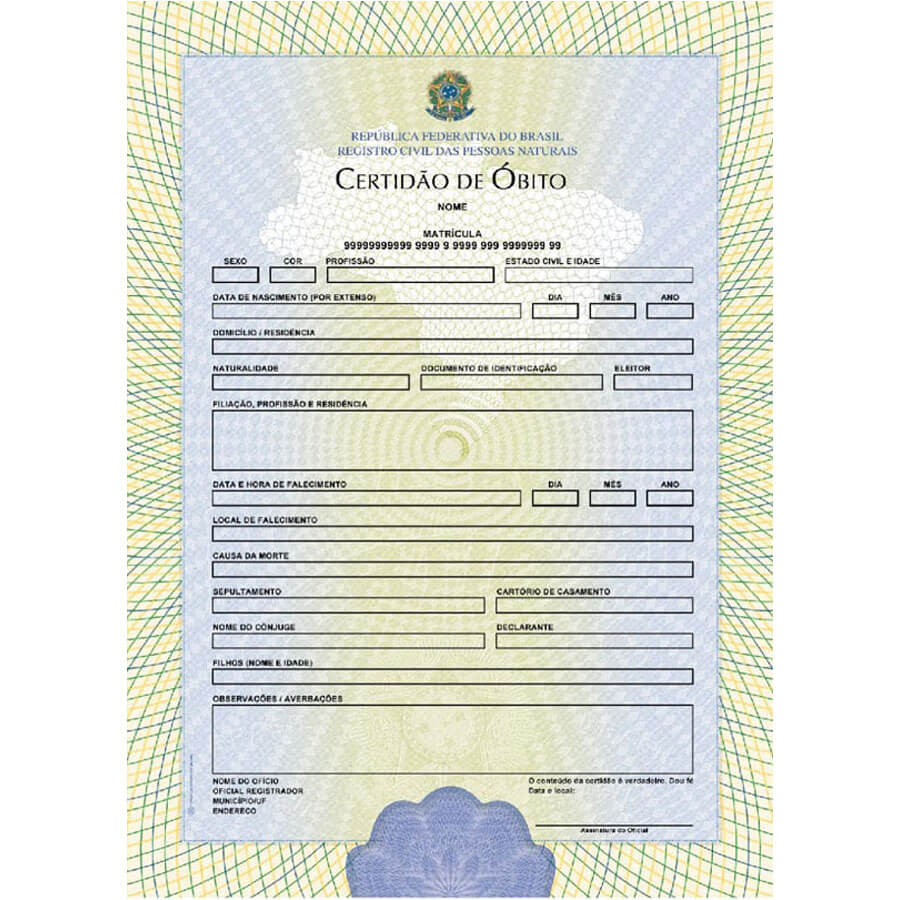 REPÚBLICA FEDERATIVA DO BRASIL
REGISTRO CIVIL DAS PESSOAS NATURAIS
CERTIDÃO DE ÓBITO
NOME
MATRÍCULA
99999999999 9999 9 9999 999 9999999 99
SEXO COR PROFISSÃO ESTADO CIVIL E IDADE
DATA DE NASCIMENTO (POR EXTENSO) DIA MÊS ANO
DOMICÍLIO / RESIDÊNCIA
NATURALIDADE DOCUMENTO DE IDENTIFICAÇÃO ELEITOR
FILIAÇÃO, PROFISSÃO E RESIDÊNCIA
DATA E HORA DE FALECIMENTO DIA MÊS ANO
LOCAL DE FALECIMENTO
CAUSA DA MORTE
SEPULTAMENTO CARTÓRIO DE CASAMENTO
NOME DO CÔNJUGE DECLARANTE
FILHOS (NOME E IDADE)
OBSERVAÇÕES / AVERBAÇÕES
NOME DO OFÍCIO
OFICIAL REGISTRADOR
MUNICÍPIO/UF
ENDERECO
O conteúdo da certidão é verdadeiro. Dou fé
Data e local:
Assinatura do Oficial